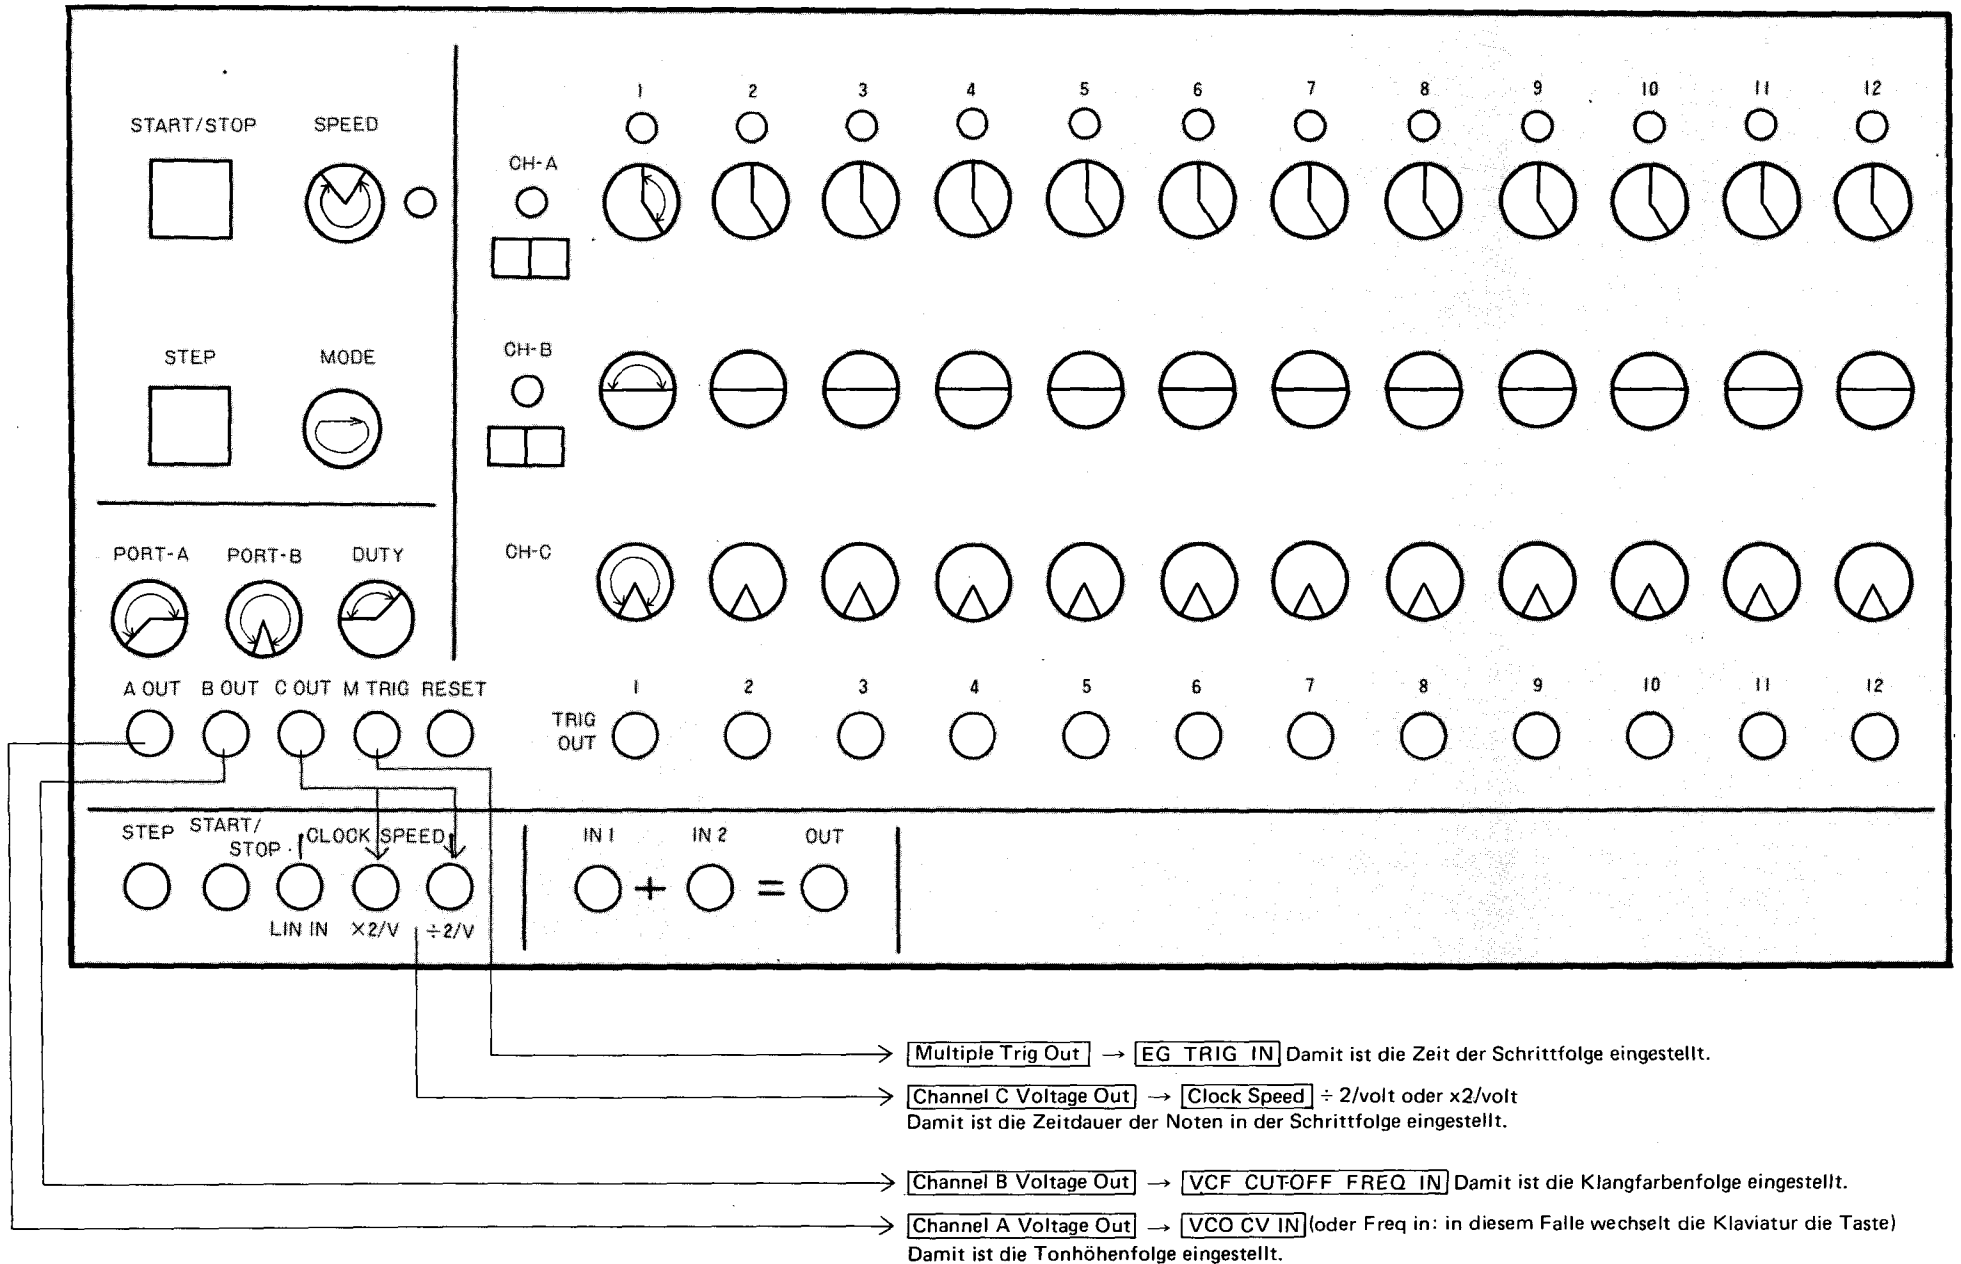 1 2 3 4 5 6 7 8 9 10 11 12
START/STOP SPEED
CH-A
STEP MODE
CH-B
PORT-A PORT-B DUTY
CH-C
A OUT B OUT C OUT M TRIG RESET
TRIG
OUT
1 2 3 4 5 6 7 8 9 10 11 12
STEP START/
STOP CLOCK SPEED
LIN IN ×2/V ÷2/V
IN 1 + IN 2 = OUT
Multiple Trig Out → EG TRIG IN Damit ist die Zeit der Schrittfolge eingestellt.
Channel C Voltage Out → Clock Speed ÷ 2/volt oder x2/volt
Damit ist die Zeitdauer der Noten in der Schrittfolge eingestellt.
Channel B Voltage Out → VCF CUT-OFF FREQ IN Damit ist die Klangfarbenfolge eingestellt.
Channel A Voltage Out → VCO CV IN (oder Freq in: in diesem Falle wechselt die Klaviatur die Taste)
Damit ist die Tonhöhenfolge eingestellt.